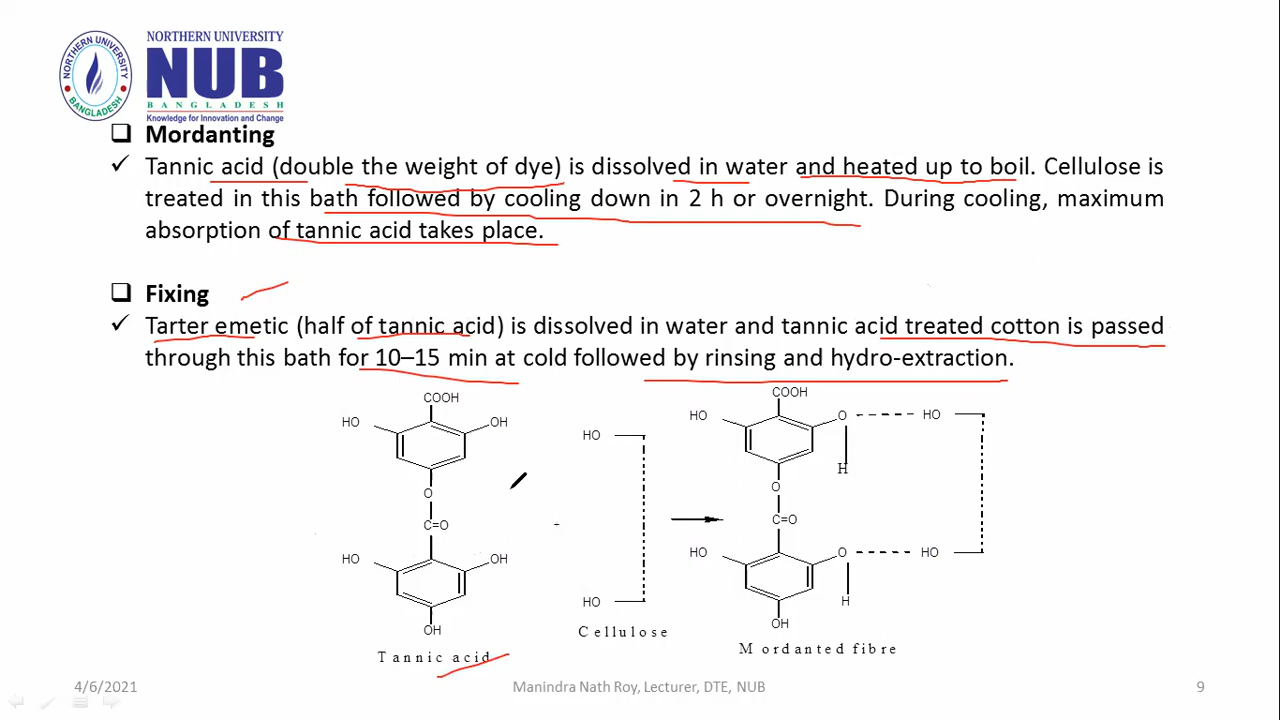 NORTHERN UNIVERSITY
NUB
BANGLADESH
Knowledge for Innovation and Change
NORTHERN UNIVERSITY
BANGLADESH
Mordanting
✓ Tannic acid (double the weight of dye) is dissolved in water and heated up to boil. Cellulose is
treated in this bath followed by cooling down in 2 h or overnight. During cooling, maximum
absorption of tannic acid takes place.
Fixing
✓ Tarter emetic (half of tannic acid) is dissolved in water and tannic acid treated cotton is passed
through this bath for 10–15 min at cold followed by rinsing and hydro-extraction.
COOH
HO OH
O
C=O
HO OH
OH
Tannic acid
+
HO
HO
Cellulose
COOH
HO O HO
H
O
C=O
HO O HO
H
OH
Mordanted fibre
4/6/2021 Manindra Nath Roy, Lecturer, DTE, NUB 9